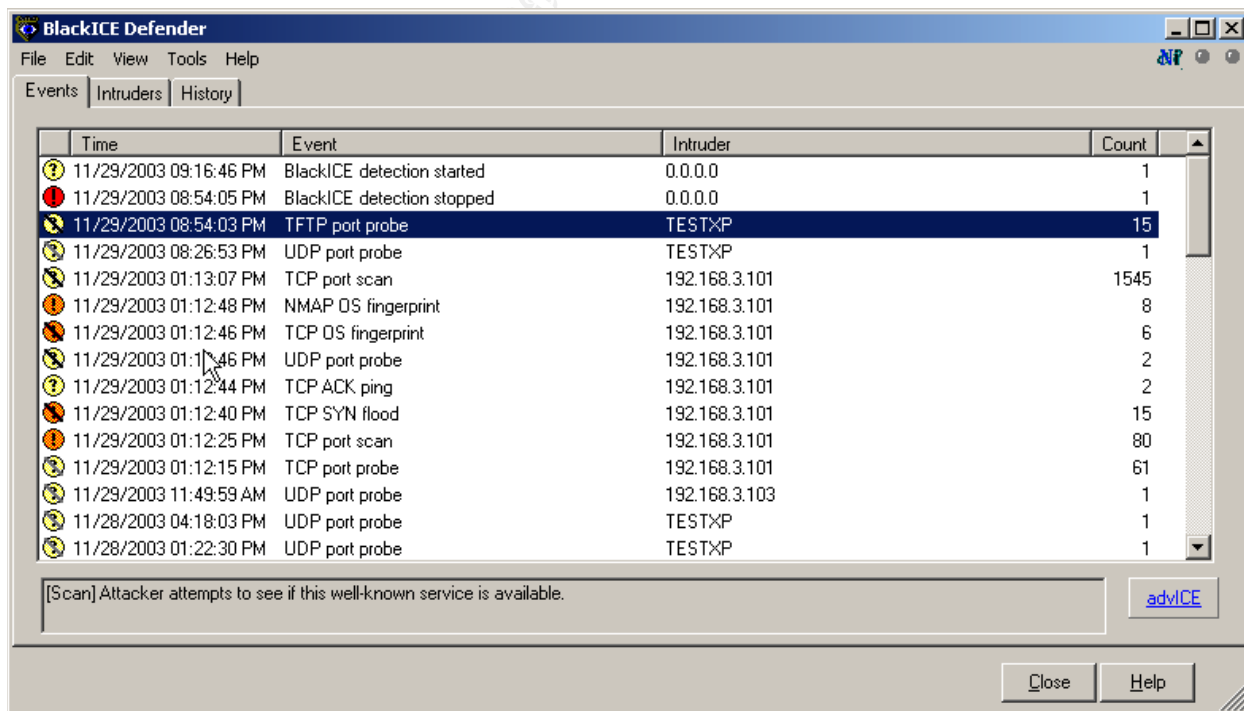 BlackICE Defender
File Edit View Tools Help
Events Intruders History
Time Event Intruder Count
11/29/2003 09:16:46 PM BlackICE detection started 0.0.0.0 1
11/29/2003 08:54:05 PM BlackICE detection stopped 0.0.0.0 1
11/29/2003 08:54:03 PM TFTP port probe TESTXP 15
11/29/2003 08:26:53 PM UDP port probe TESTXP 1
11/29/2003 01:13:07 PM TCP port scan 192.168.3.101 1545
11/29/2003 01:12:48 PM NMAP OS fingerprint 192.168.3.101 8
11/29/2003 01:12:46 PM TCP OS fingerprint 192.168.3.101 6
11/29/2003 PM UDP port probe 192.168.3.101 2
11/29/2003 01:12:44 PM TCP ACK ping 192.168.3.101 2
11/29/2003 01:12:40 PM TCP SYN flood 192.168.3.101 15
11/29/2003 01:12:25 PM TCP port scan 192.168.3.101 80
11/29/2003 01:12:15 PM TCP port probe 192.168.3.101 61
11/29/2003 11:49:59 AM UDP port probe 192.168.3.103 1
11/28/2003 04:18:03 PM UDP port probe TESTXP 1
11/28/2003 01:22:30 PM UDP port probe TESTXP 1
[Scan] Attacker attempts to see if this well-known service is available.
advICE
Close Help